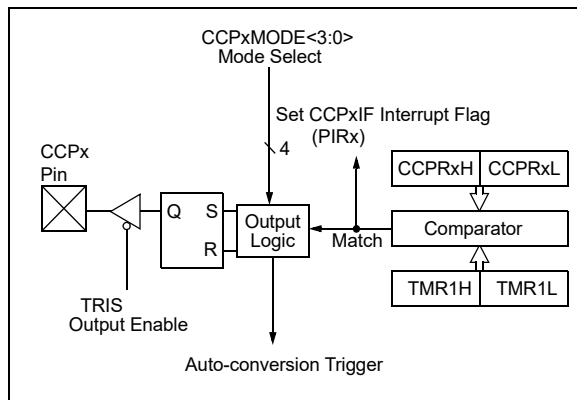 CCPxMODE<3:0>
Mode Select
Set CCPxIF Interrupt Flag
(PIRx)
4
CCPx
Pin
CCPRxH
CCPRxL
Q
S
R
Output
Logic
Match
Comparator
TMR1H
TMR1L
TRIS
Output Enable
Auto-conversion Trigger